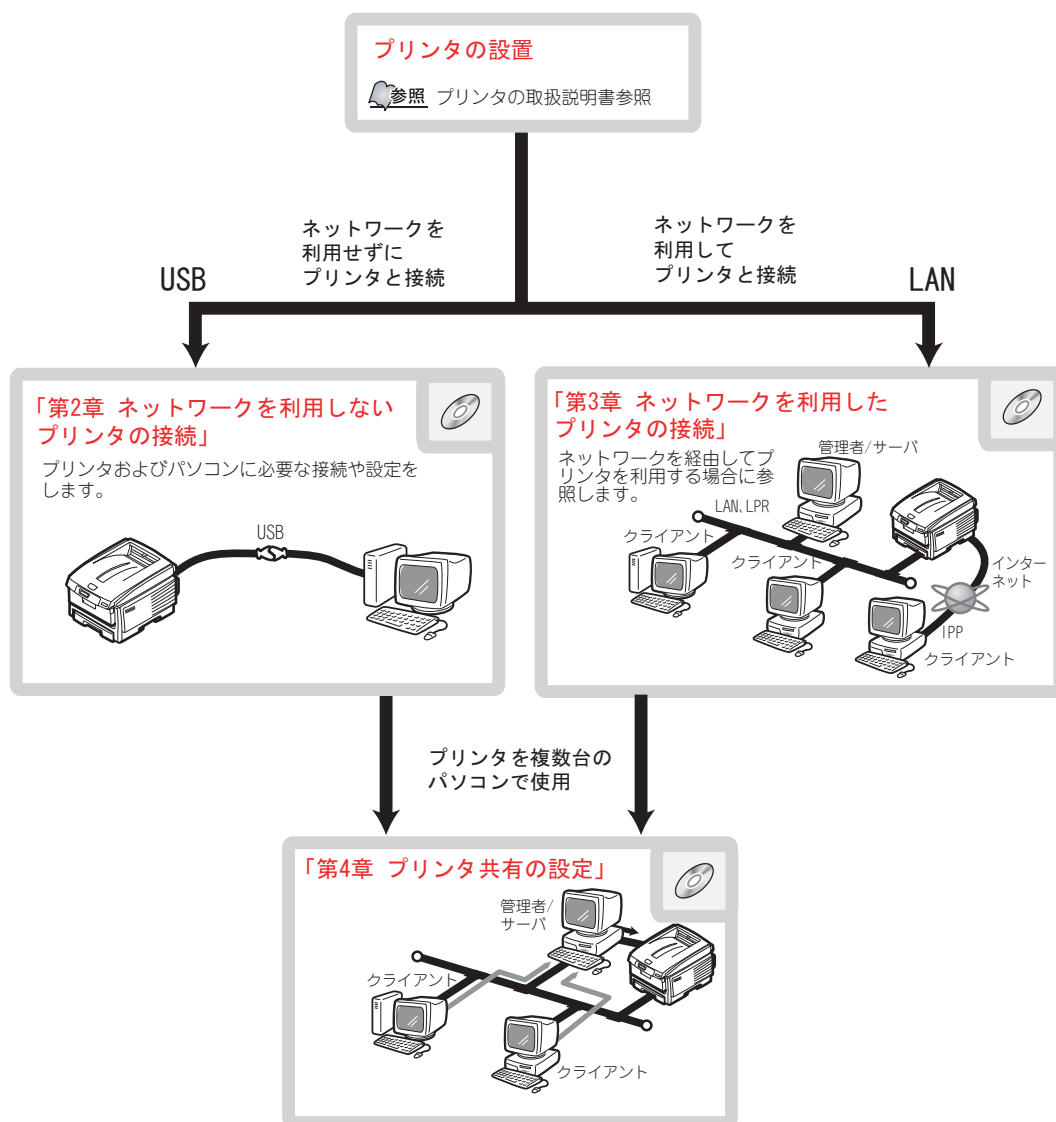 プリンタの設置
参照 プリンタの取扱説明書参照
ネットワークを
利用せずに
プリンタと接続
ネットワークを
利用して
プリンタと接続
USB
LAN
「第2章 ネットワークを利用しない
プリンタの接続」
プリンタおよびパソコンに必要な接続や設定を
します。
USB
「第3章 ネットワークを利用した
プリンタの接続」
ネットワークを経由してプ
リンタを利用する場合に参
照します。
管理者/サーバ
LAN、LPR
クライアント
クライアント
インター
ネット
IPP
クライアント
プリンタを複数台の
パソコンで使用
「第4章 プリンタ共有の設定」
管理者/
サーバ
クライアント
クライアント